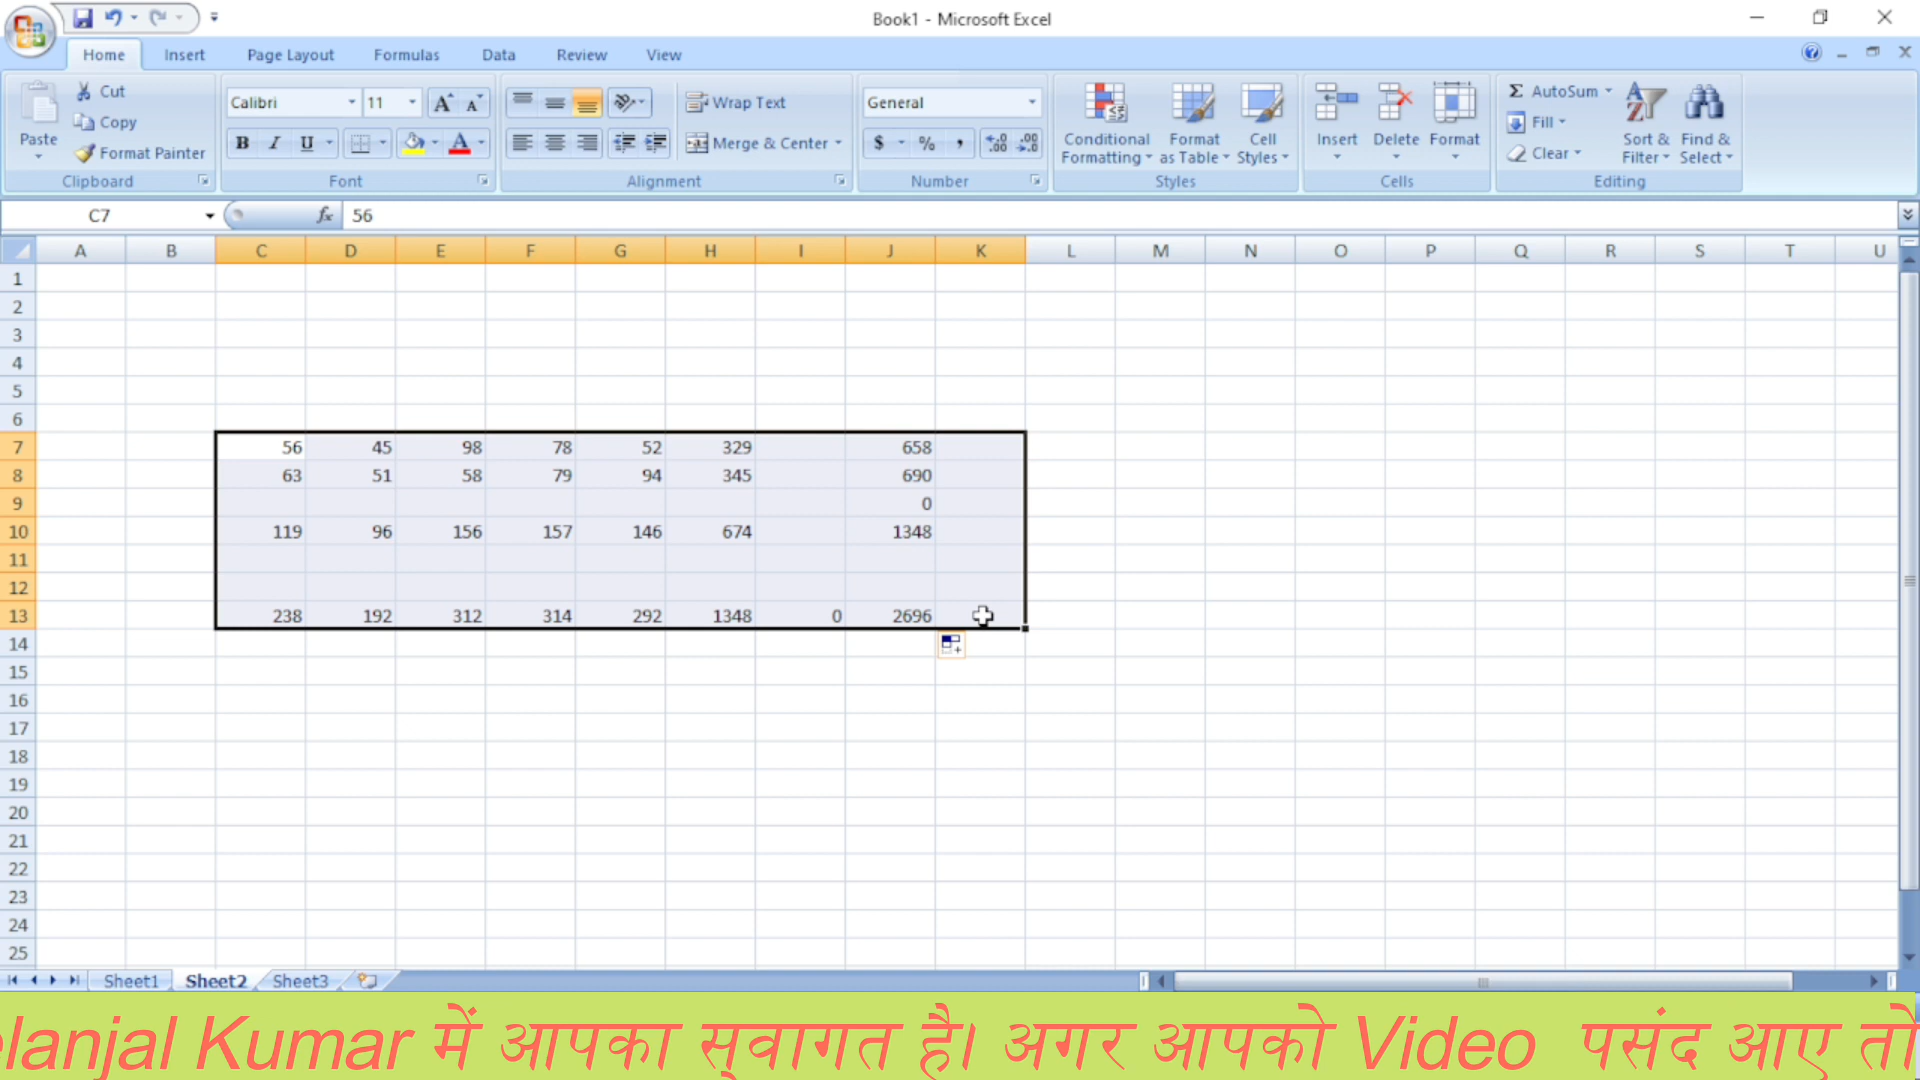 Book1 - Microsoft Excel
Home Insert Page Layout Formulas Data Review View
Paste
Cut
Copy
Format Painter
Clipboard
Calibri 11
B I U
Font
Wrap Text
Merge & Center
Alignment
General
$ % ,
Number
Conditional Formatting
Format as Table
Cell Styles
Styles
Insert Delete Format
Cells
Σ AutoSum
Fill
Clear
Sort & Filter
Find & Select
Editing
C7 fx 56
A B C D E F G H I J K L M N O P Q R S T U
1
2
3
4
5
6
7 56 45 98 78 52 329 658
8 63 51 58 79 94 345 690
9 0
10 119 96 156 157 146 674 1348
11
12
13 238 192 312 314 292 1348 0 2696
14
15
16
17
18
19
20
21
22
23
24
25
Sheet1 Sheet2 Sheet3
elanjal Kumar में आपका स्वागत है। अगर आपको Video पसंद आए तो